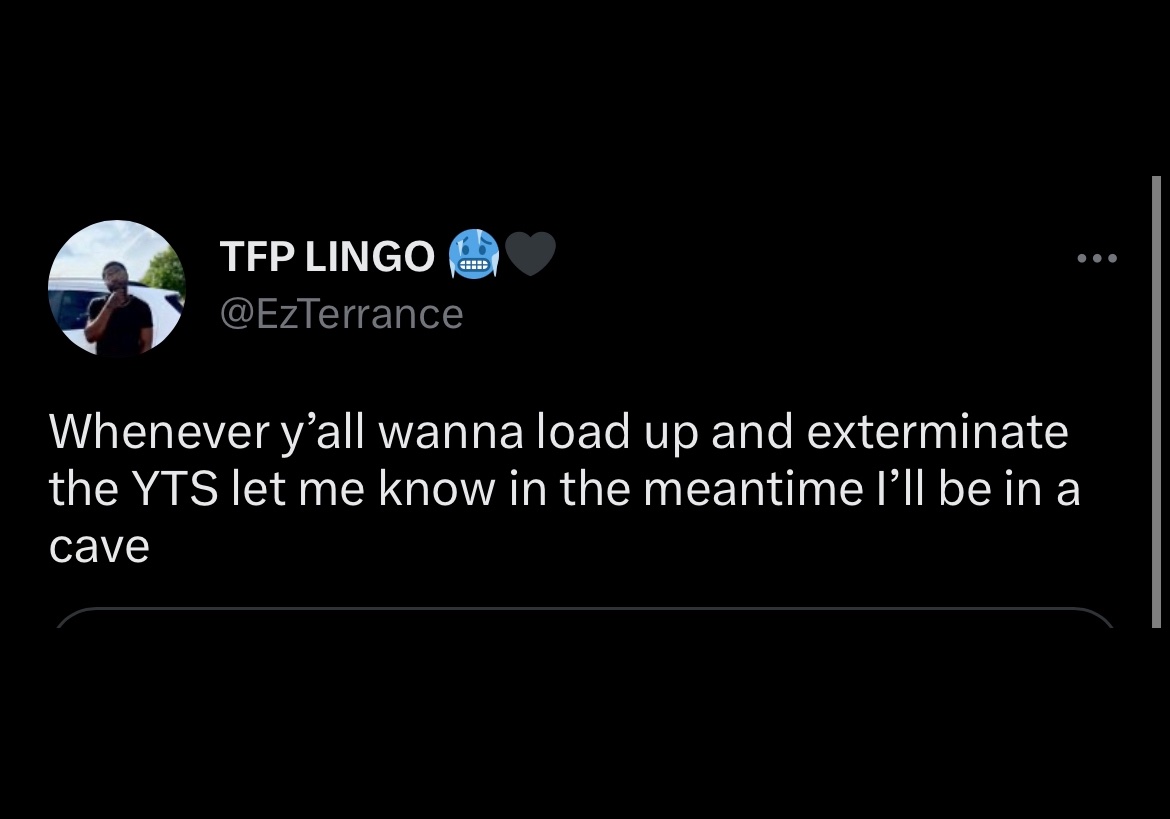 TFP LINGO 🥶🖤
@EzTerrance
Whenever y’all wanna load up and exterminate
the YTS let me know in the meantime I’ll be in a
cave